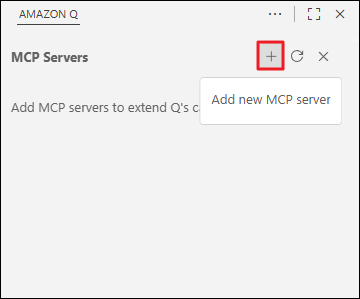 AMAZON Q
MCP Servers
Add MCP servers to extend Q's
Add new MCP server